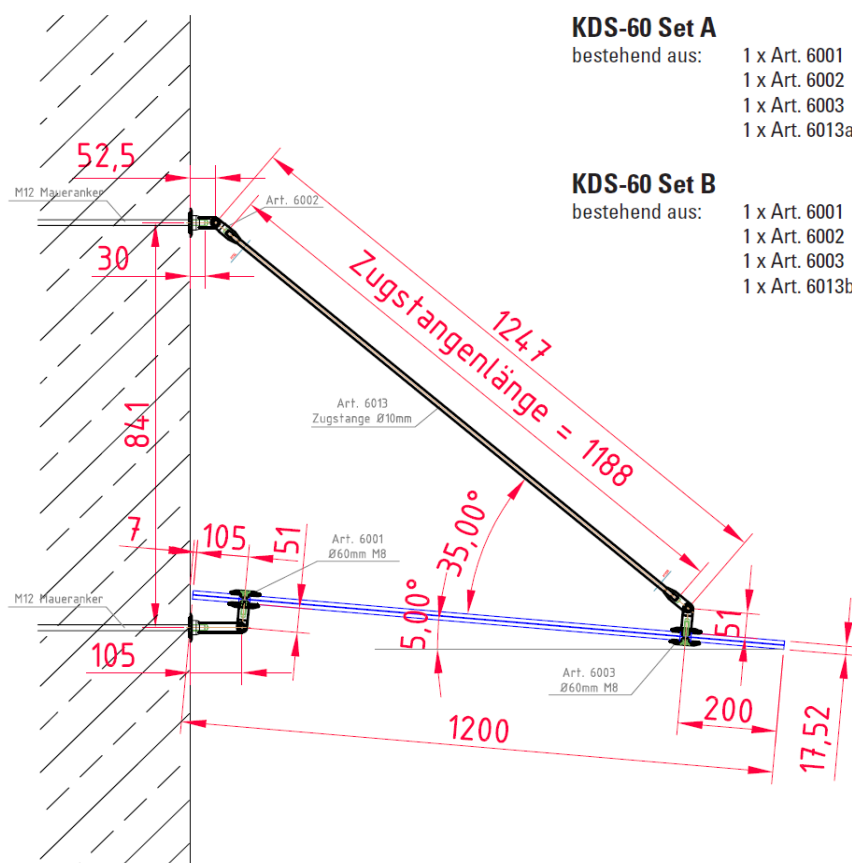 KDS-60 Set A
bestehend aus: 1 x Art. 6001
1 x Art. 6002
1 x Art. 6003
1 x Art. 6013a
KDS-60 Set B
bestehend aus: 1 x Art. 6001
1 x Art. 6002
1 x Art. 6003
1 x Art. 6013b
52,5
M12 Maueranker
Art. 6002
30
1247
Zugstangenlänge = 1188
Art. 6013
Zugstange Ø10mm
841
35,00°
7
105
51
Art. 6001
Ø60mm M8
M12 Maueranker
5,00°
51
105
Art. 6003
Ø60mm M8
200
1200
17,52